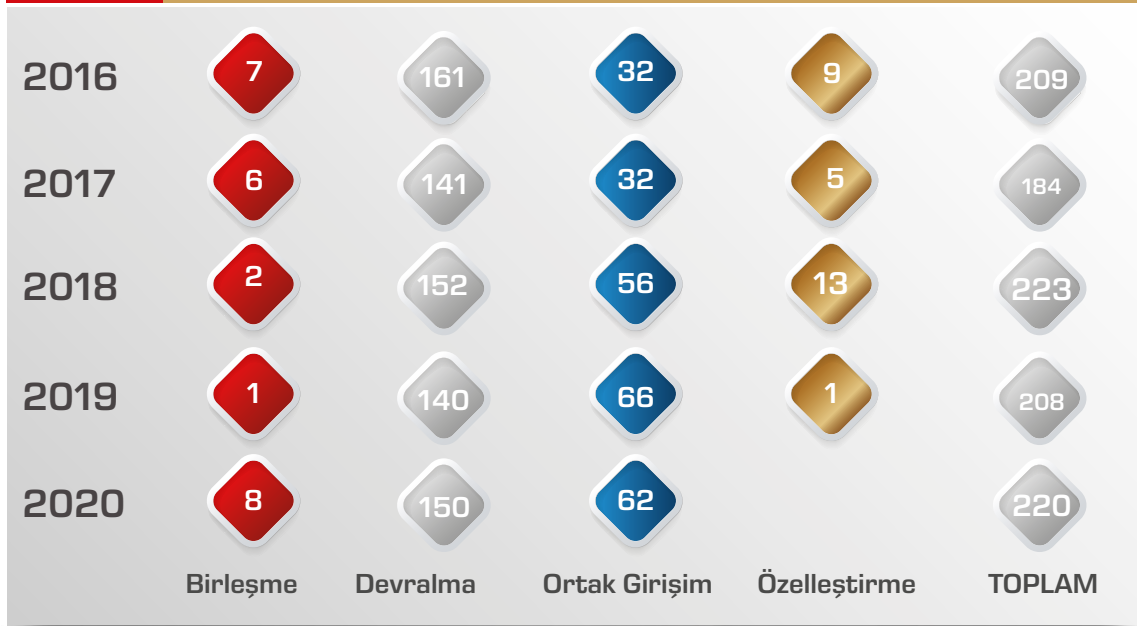 2016 7 161 32 9 209
2017 6 141 32 5 184
2018 2 152 56 13 223
2019 1 140 66 1 208
2020 8 150 62 220
Birleşme Devralma Ortak Girişim Özelleştirme TOPLAM